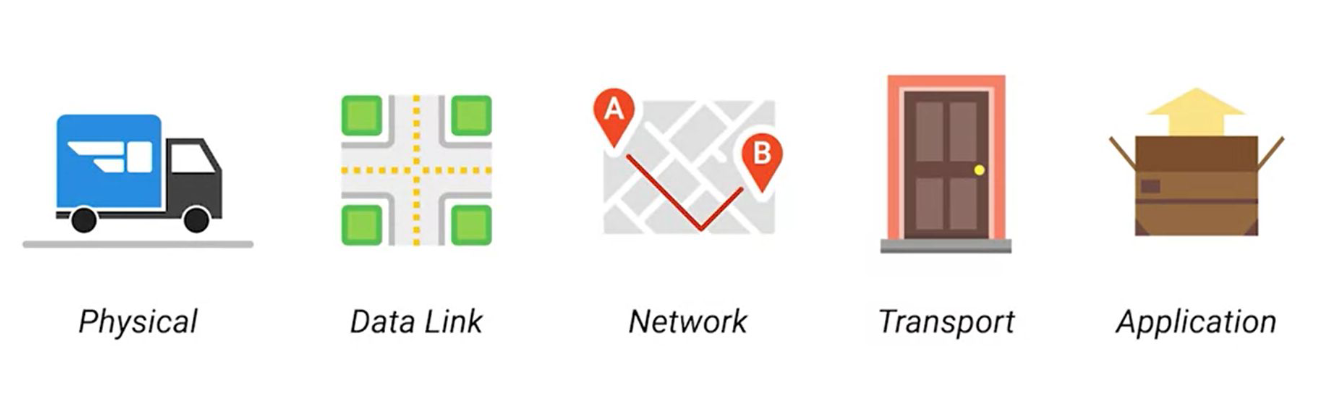 A
B
Physical
Data Link
Network
Transport
Application